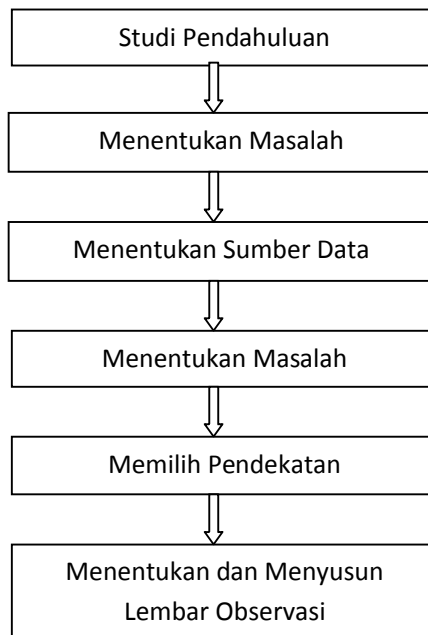 Studi Pendahuluan
Menentukan Masalah
Menentukan Sumber Data
Menentukan Masalah
Memilih Pendekatan
Menentukan dan Menyusun
Lembar Observasi